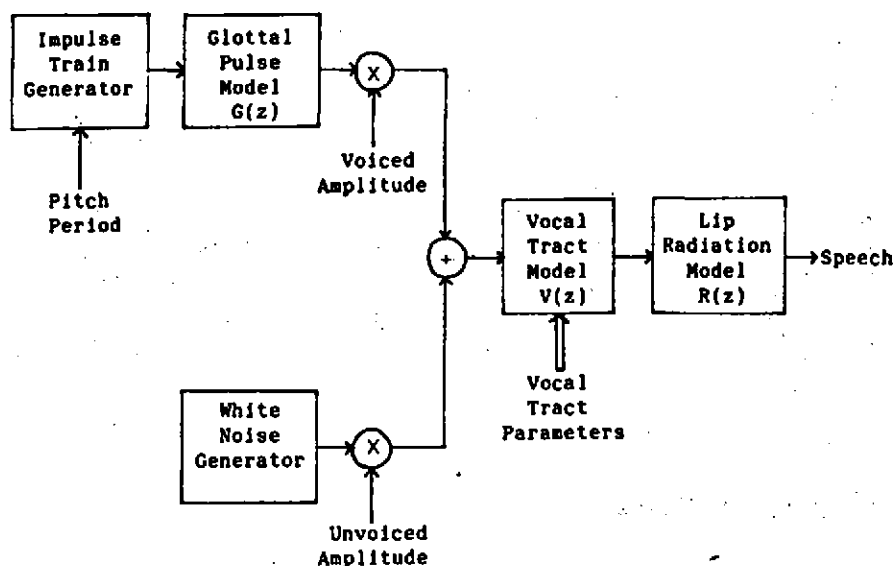 Impulse
Train
Generator
Glottal
Pulse
Model
G(z)
X
Voiced
Amplitude
Pitch
Period
+
Vocal
Tract
Model
V(z)
Lip
Radiation
Model
R(z)
Speech
Vocal
Tract
Parameters
White
Noise
Generator
X
Unvoiced
Amplitude